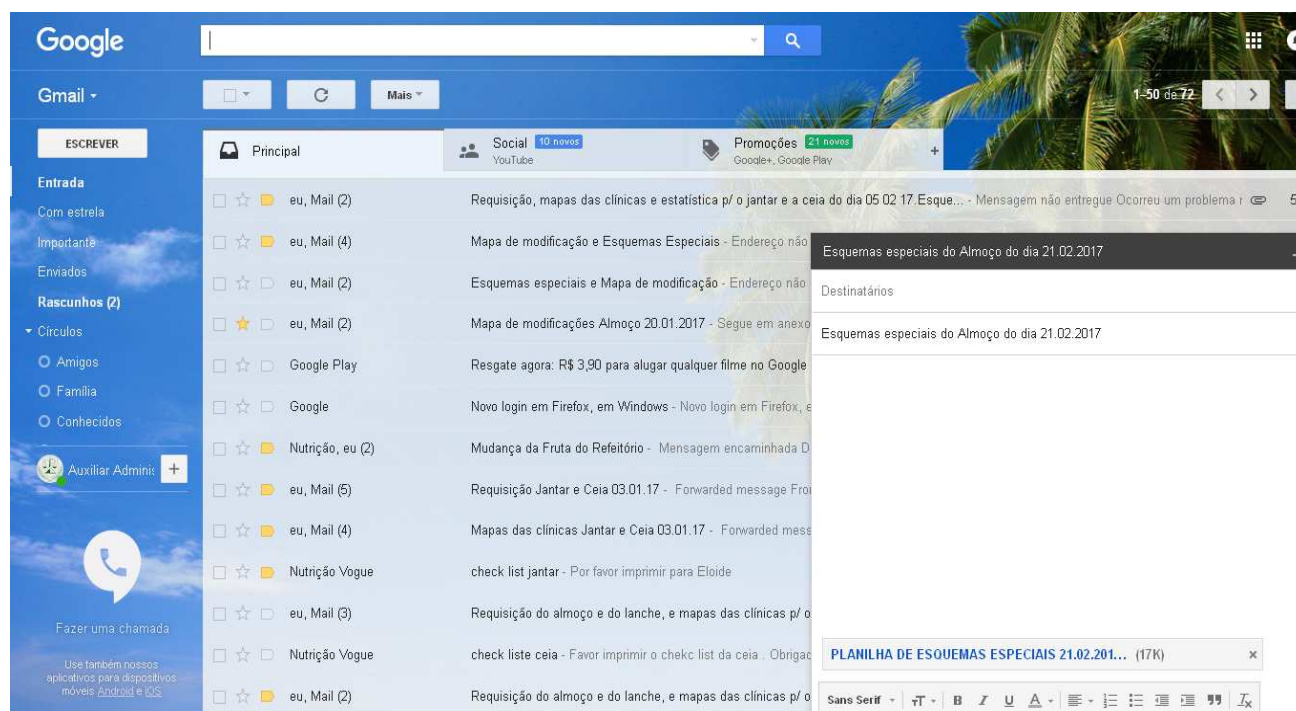 Google
Gmail
Mais
1–50 de 72
ESCREVER
Principal
Social 10 novos
YouTube
Promoções 21 novos
Google+, Google Play
+
Entrada
Com estrela
Importante
Enviados
Rascunhos (2)
Círculos
Amigos
Família
Conhecidos
Auxiliar Adminis
+
Fazer uma chamada
Use também nossos
aplicativos para dispositivos
móveis Android e iOS
eu, Mail (2) Requisição, mapas das clínicas e estatística p/ o jantar e a ceia do dia 05 02 17.Esque... - Mensagem não entregue Ocorreu um problema r 5
eu, Mail (4) Mapa de modificação e Esquemas Especiais - Endereço não
eu, Mail (2) Esquemas especiais e Mapa de modificação - Endereço não
eu, Mail (2) Mapa de modificações Almoço 20.01.2017 - Segue em anexo
Google Play Resgate agora: R$ 3,90 para alugar qualquer filme no Google
Google Novo login em Firefox, em Windows - Novo login em Firefox, e
Nutrição, eu (2) Mudança da Fruta do Refeitório - Mensagem encaminhada D
eu, Mail (5) Requisição Jantar e Ceia 03.01.17 - Forwarded message Fro
eu, Mail (4) Mapas das clínicas Jantar e Ceia 03.01.17 - Forwarded mess
Nutrição Vogue check list jantar - Por favor imprimir para Eloide
eu, Mail (3) Requisição do almoço e do lanche, e mapas das clínicas p/ o
Nutrição Vogue check liste ceia - Favor imprimir o chekc list da ceia . Obrigac
eu, Mail (2) Requisição do almoço e do lanche, e mapas das clínicas p/ o
Esquemas especiais do Almoço do dia 21.02.2017
Destinatários
Esquemas especiais do Almoço do dia 21.02.2017
PLANILHA DE ESQUEMAS ESPECIAIS 21.02.201... (17K) ×
Sans Serif тT B I U A